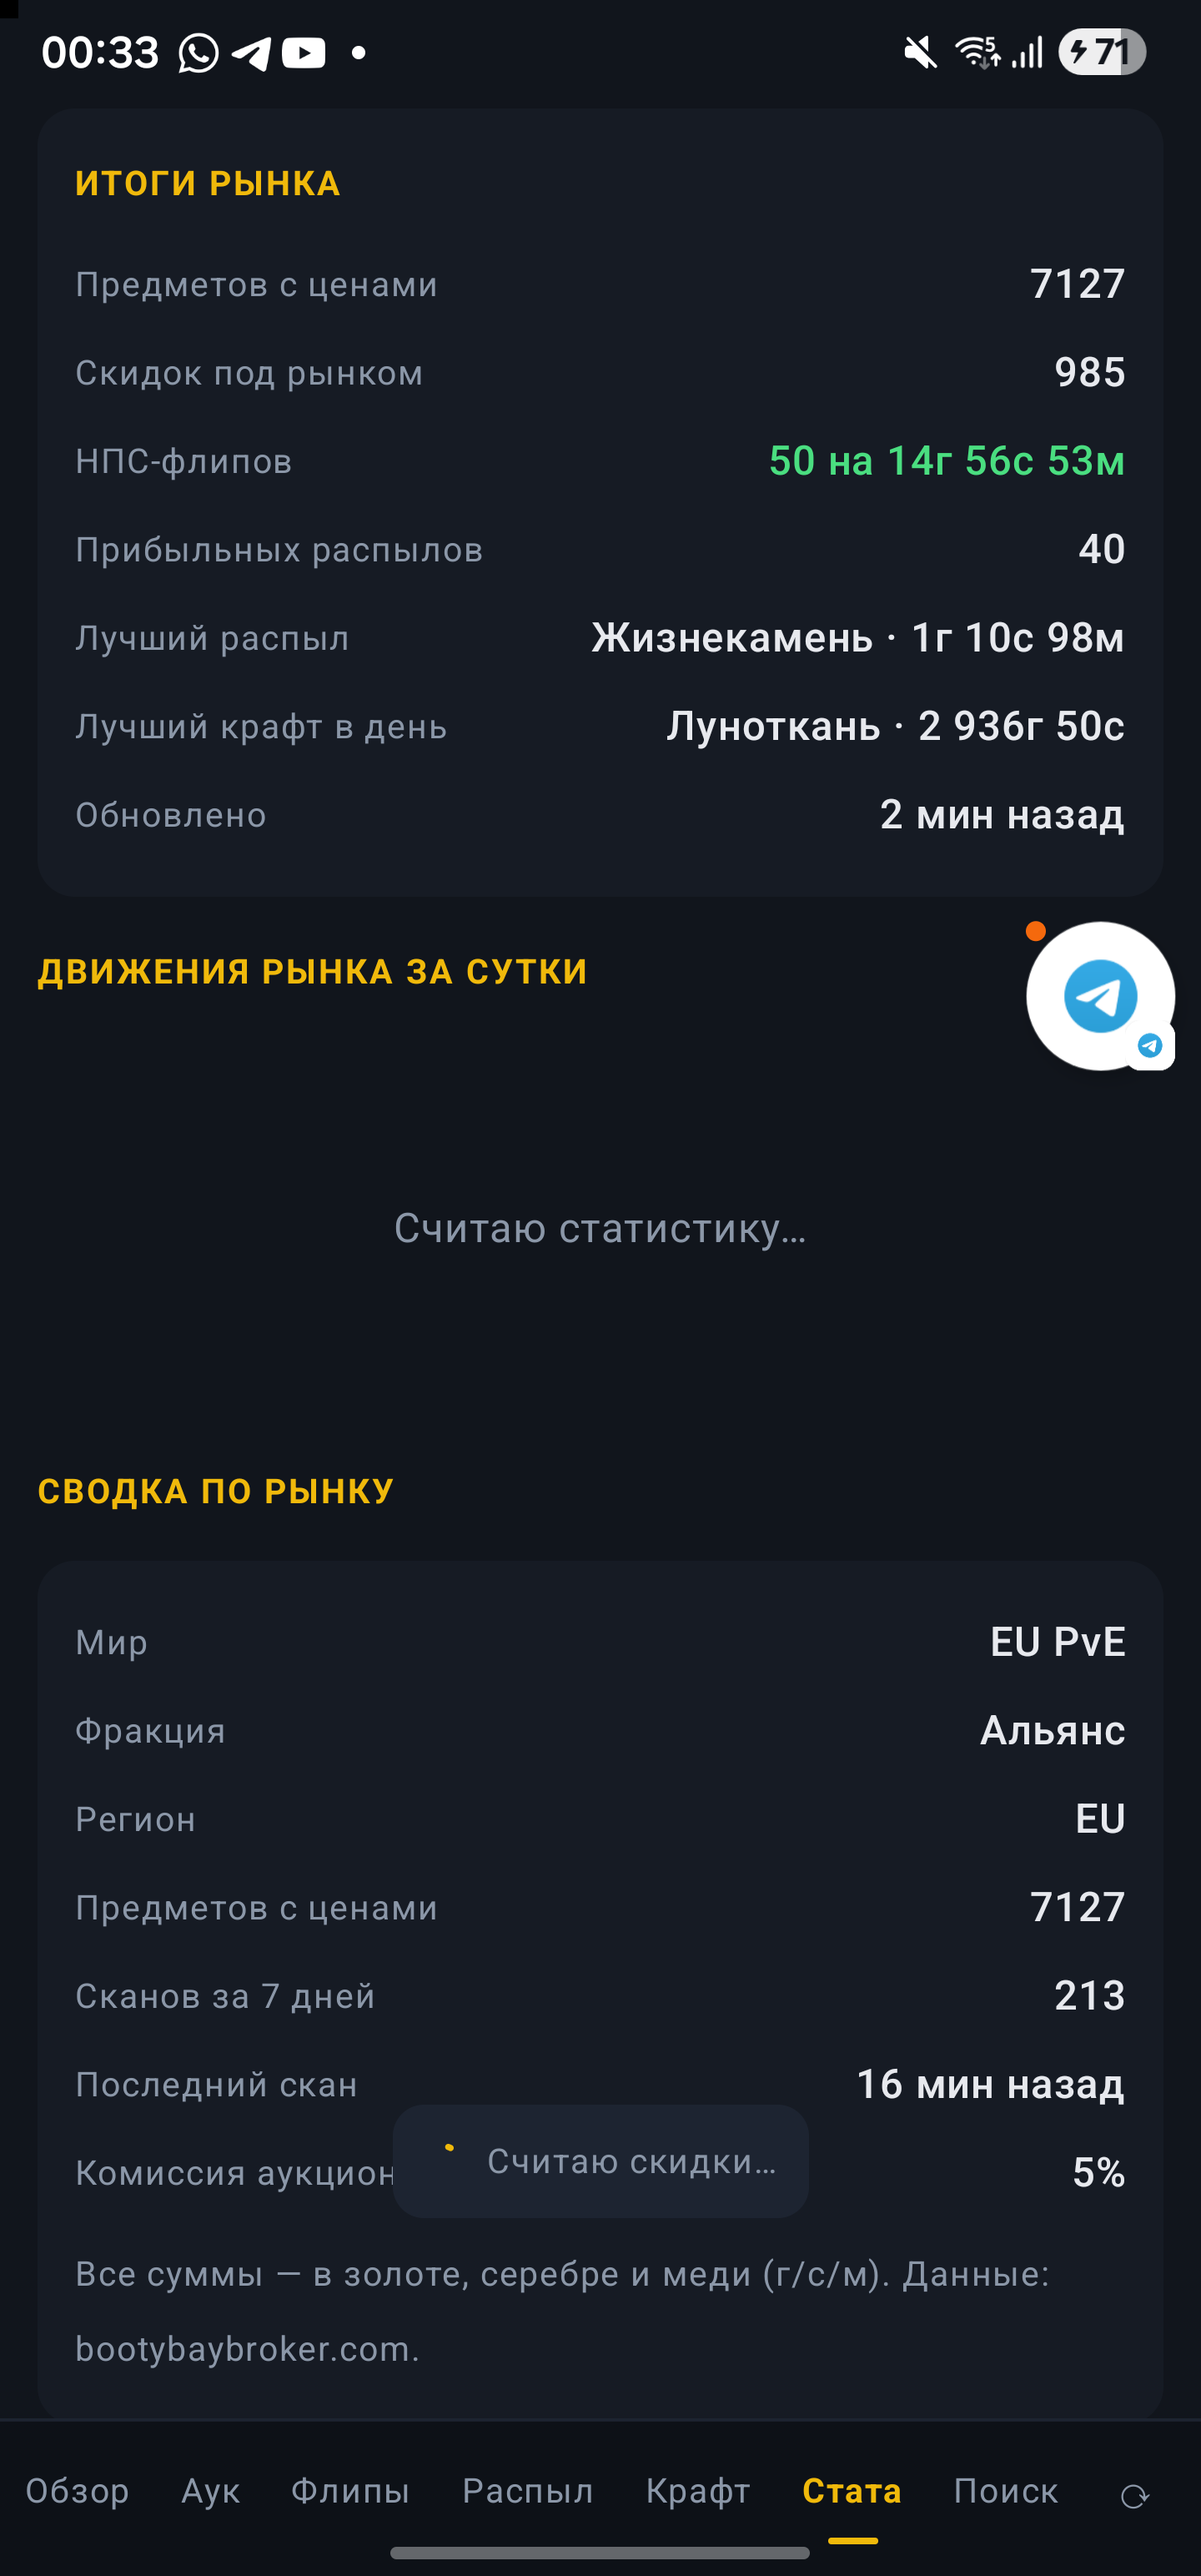 00:33
5
71
ИТОГИ РЫНКА
Предметов с ценами 7127
Скидок под рынком 985
НПС-флипов 50 на 14г 56с 53м
Прибыльных распылов 40
Лучший распыл Жизнекамень · 1г 10с 98м
Лучший крафт в день Луноткань · 2 936г 50с
Обновлено 2 мин назад
ДВИЖЕНИЯ РЫНКА ЗА СУТКИ
Считаю статистику…
СВОДКА ПО РЫНКУ
Мир EU PvE
Фракция Альянс
Регион EU
Предметов с ценами 7127
Сканов за 7 дней 213
Последний скан 16 мин назад
Комиссия аукцион 5%
Считаю скидки…
Все суммы — в золоте, серебре и меди (г/с/м). Данные:
bootybaybroker.com.
Обзор Аук Флипы Распыл Крафт Стата Поиск